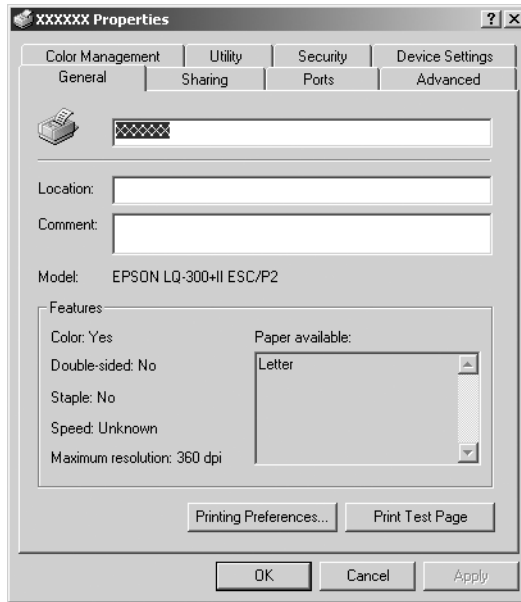 XXXXXX Properties
Color Management Utility Security Device Settings
General Sharing Ports Advanced
XXXXXX
Location:
Comment:
Model: EPSON LQ-300+II ESC/P2
Features
Color: Yes Paper available:
Double-sided: No Letter
Staple: No
Speed: Unknown
Maximum resolution: 360 dpi
Printing Preferences... Print Test Page
OK Cancel Apply